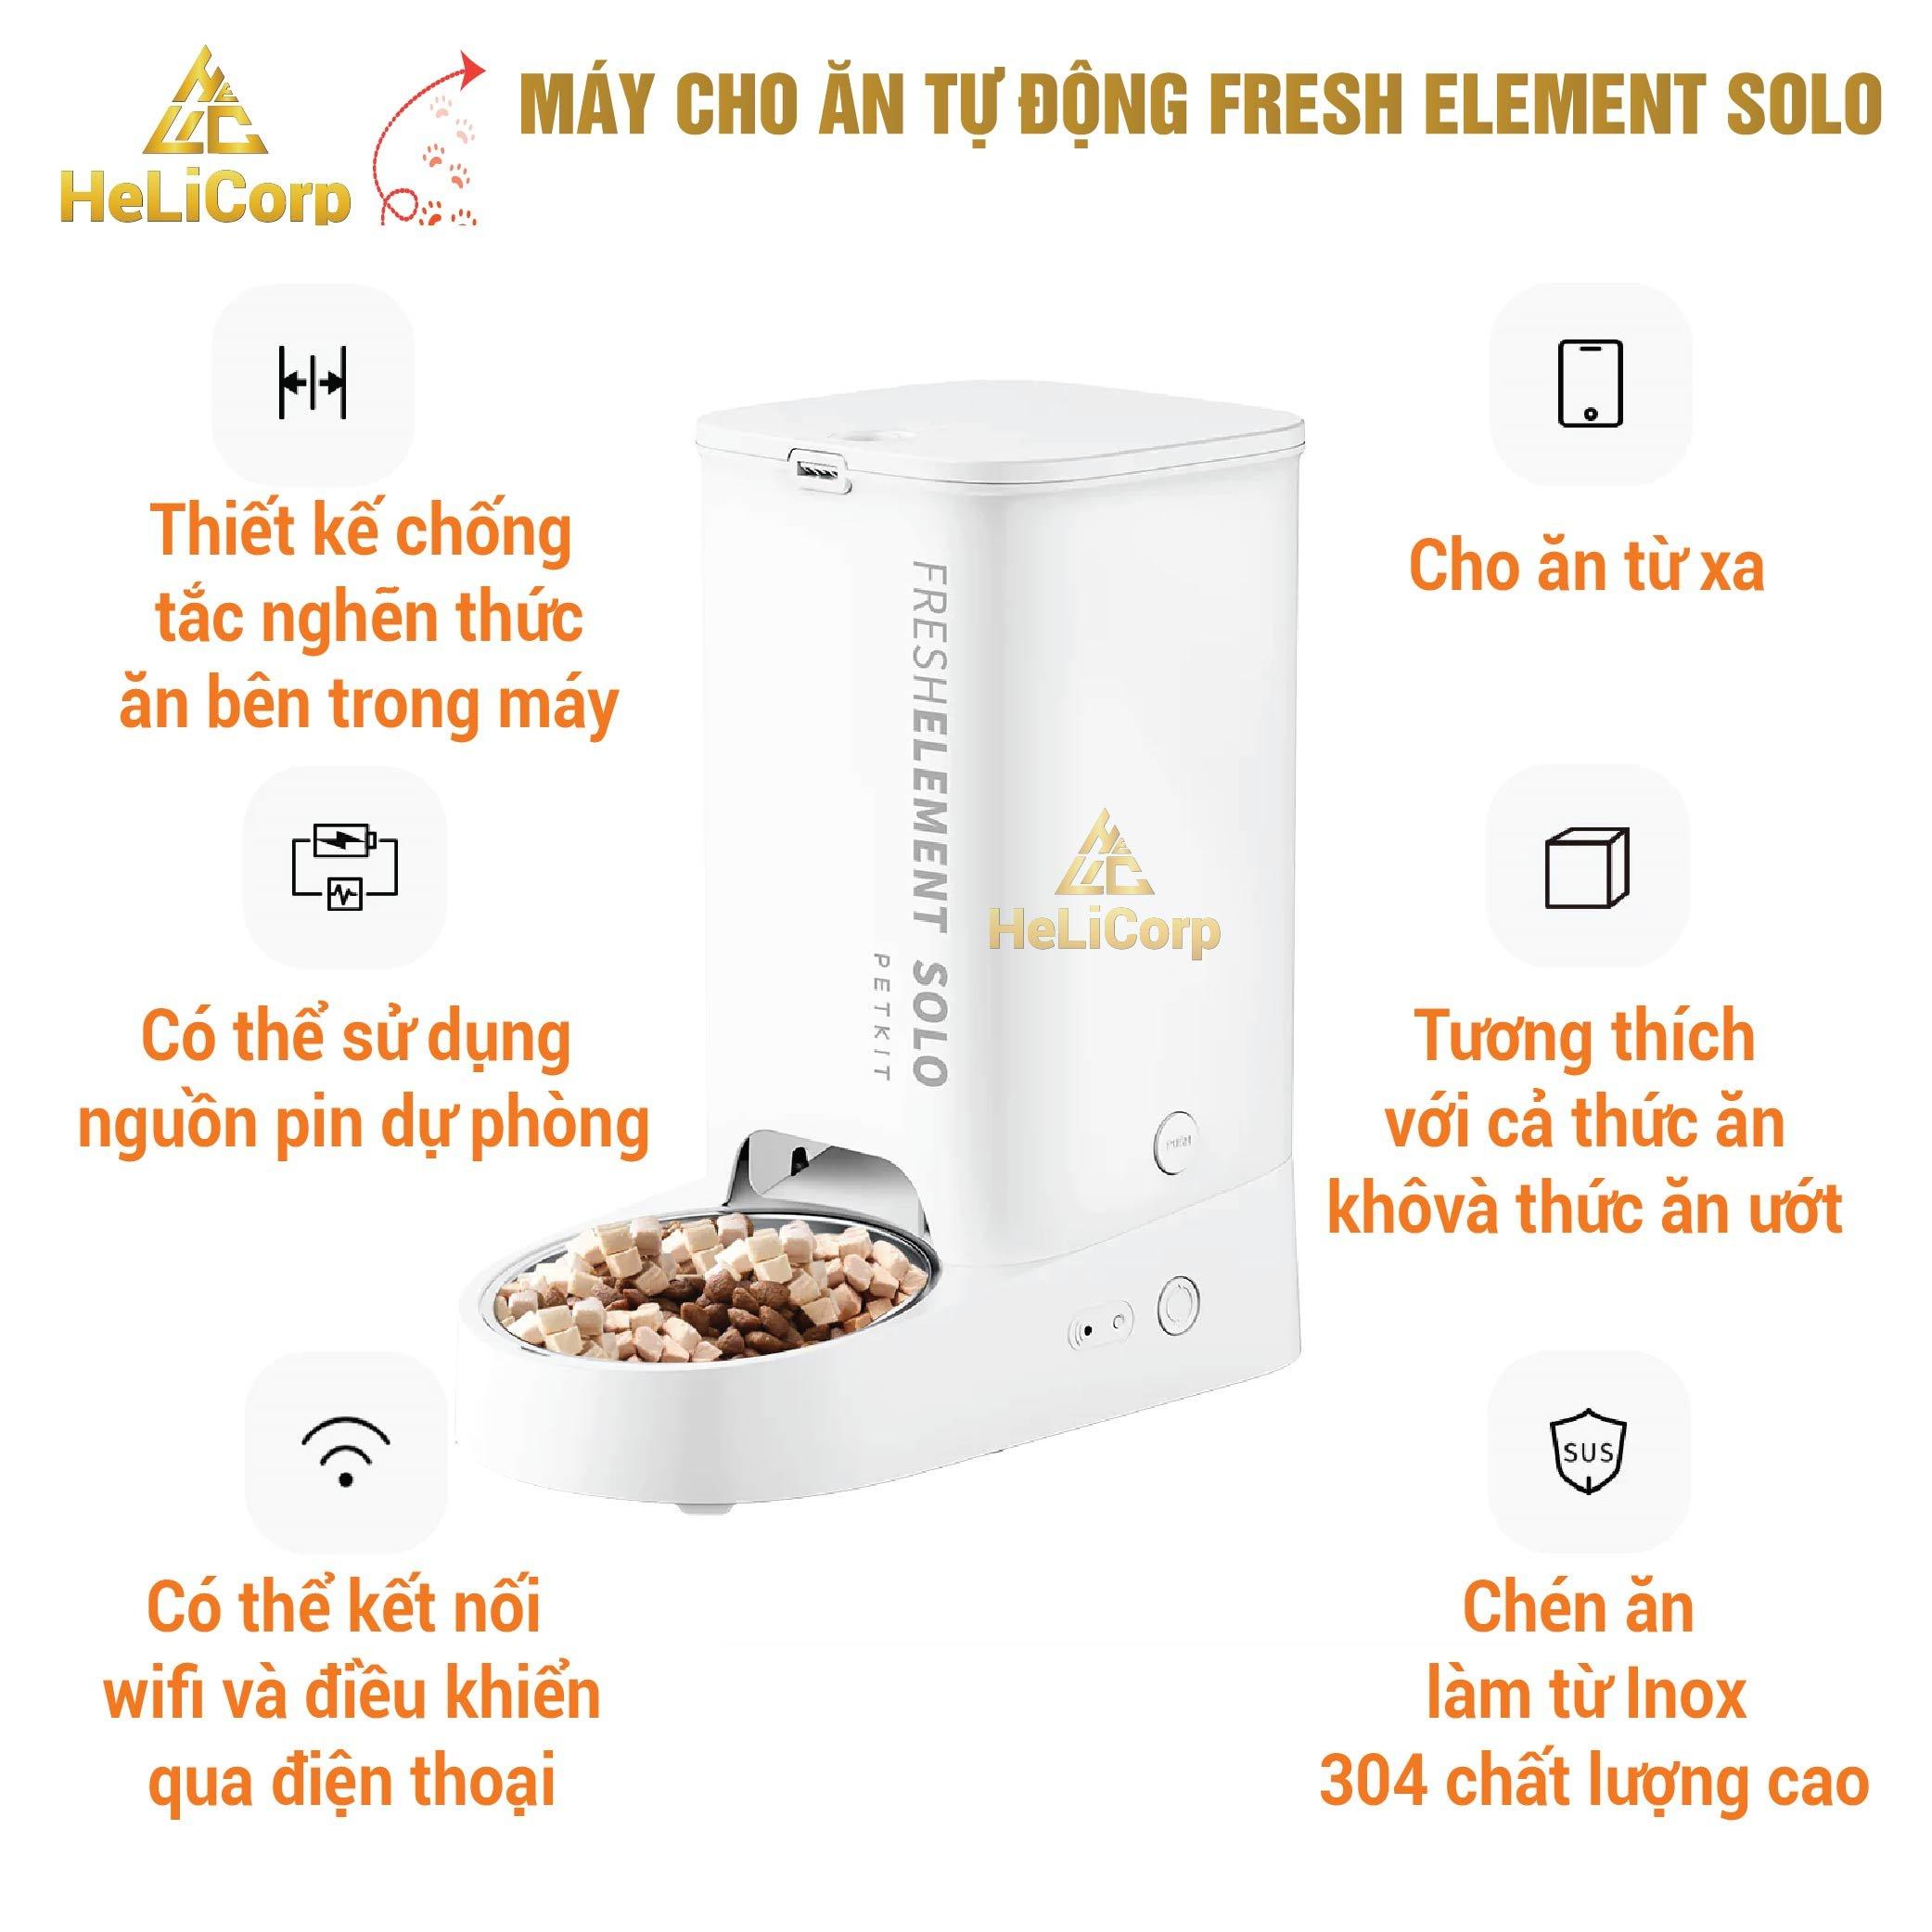 HELIC
HeLiCorp
MÁY CHO ĂN TỰ ĐỘNG FRESH ELEMENT SOLO
Thiết kế chống
tắc nghẽn thức
ăn bên trong máy
Cho ăn từ xa
Có thể sử dụng
nguồn pin dự phòng
Tương thích
với cả thức ăn
khôvà thức ăn ướt
Có thể kết nối
wifi và điều khiển
qua điện thoại
SUS
Chén ăn
làm từ Inox
304 chất lượng cao
FRESHELEMENT SOLO
PETKIT
HELIC
HeLiCorp
PUSH